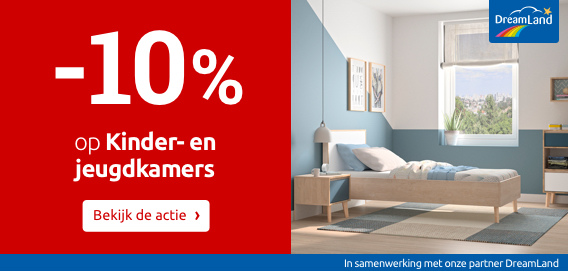 -10%
op Kinder- en
jeugdkamers
Bekijk de actie ›
DREAMLAND
In samenwerking met onze partner DreamLand